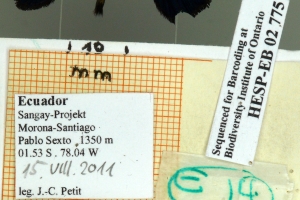 10
mm
Ecuador
Sangay-Projekt
Morona-Santiago
Pablo Sexto 1350 m
01.53 S . 78.04 W
15 VIII. 2011
leg. J.-C. Petit
Sequenced for Barcoding at
Biodiversity Institute of Ontario
HESP-EB 02 775